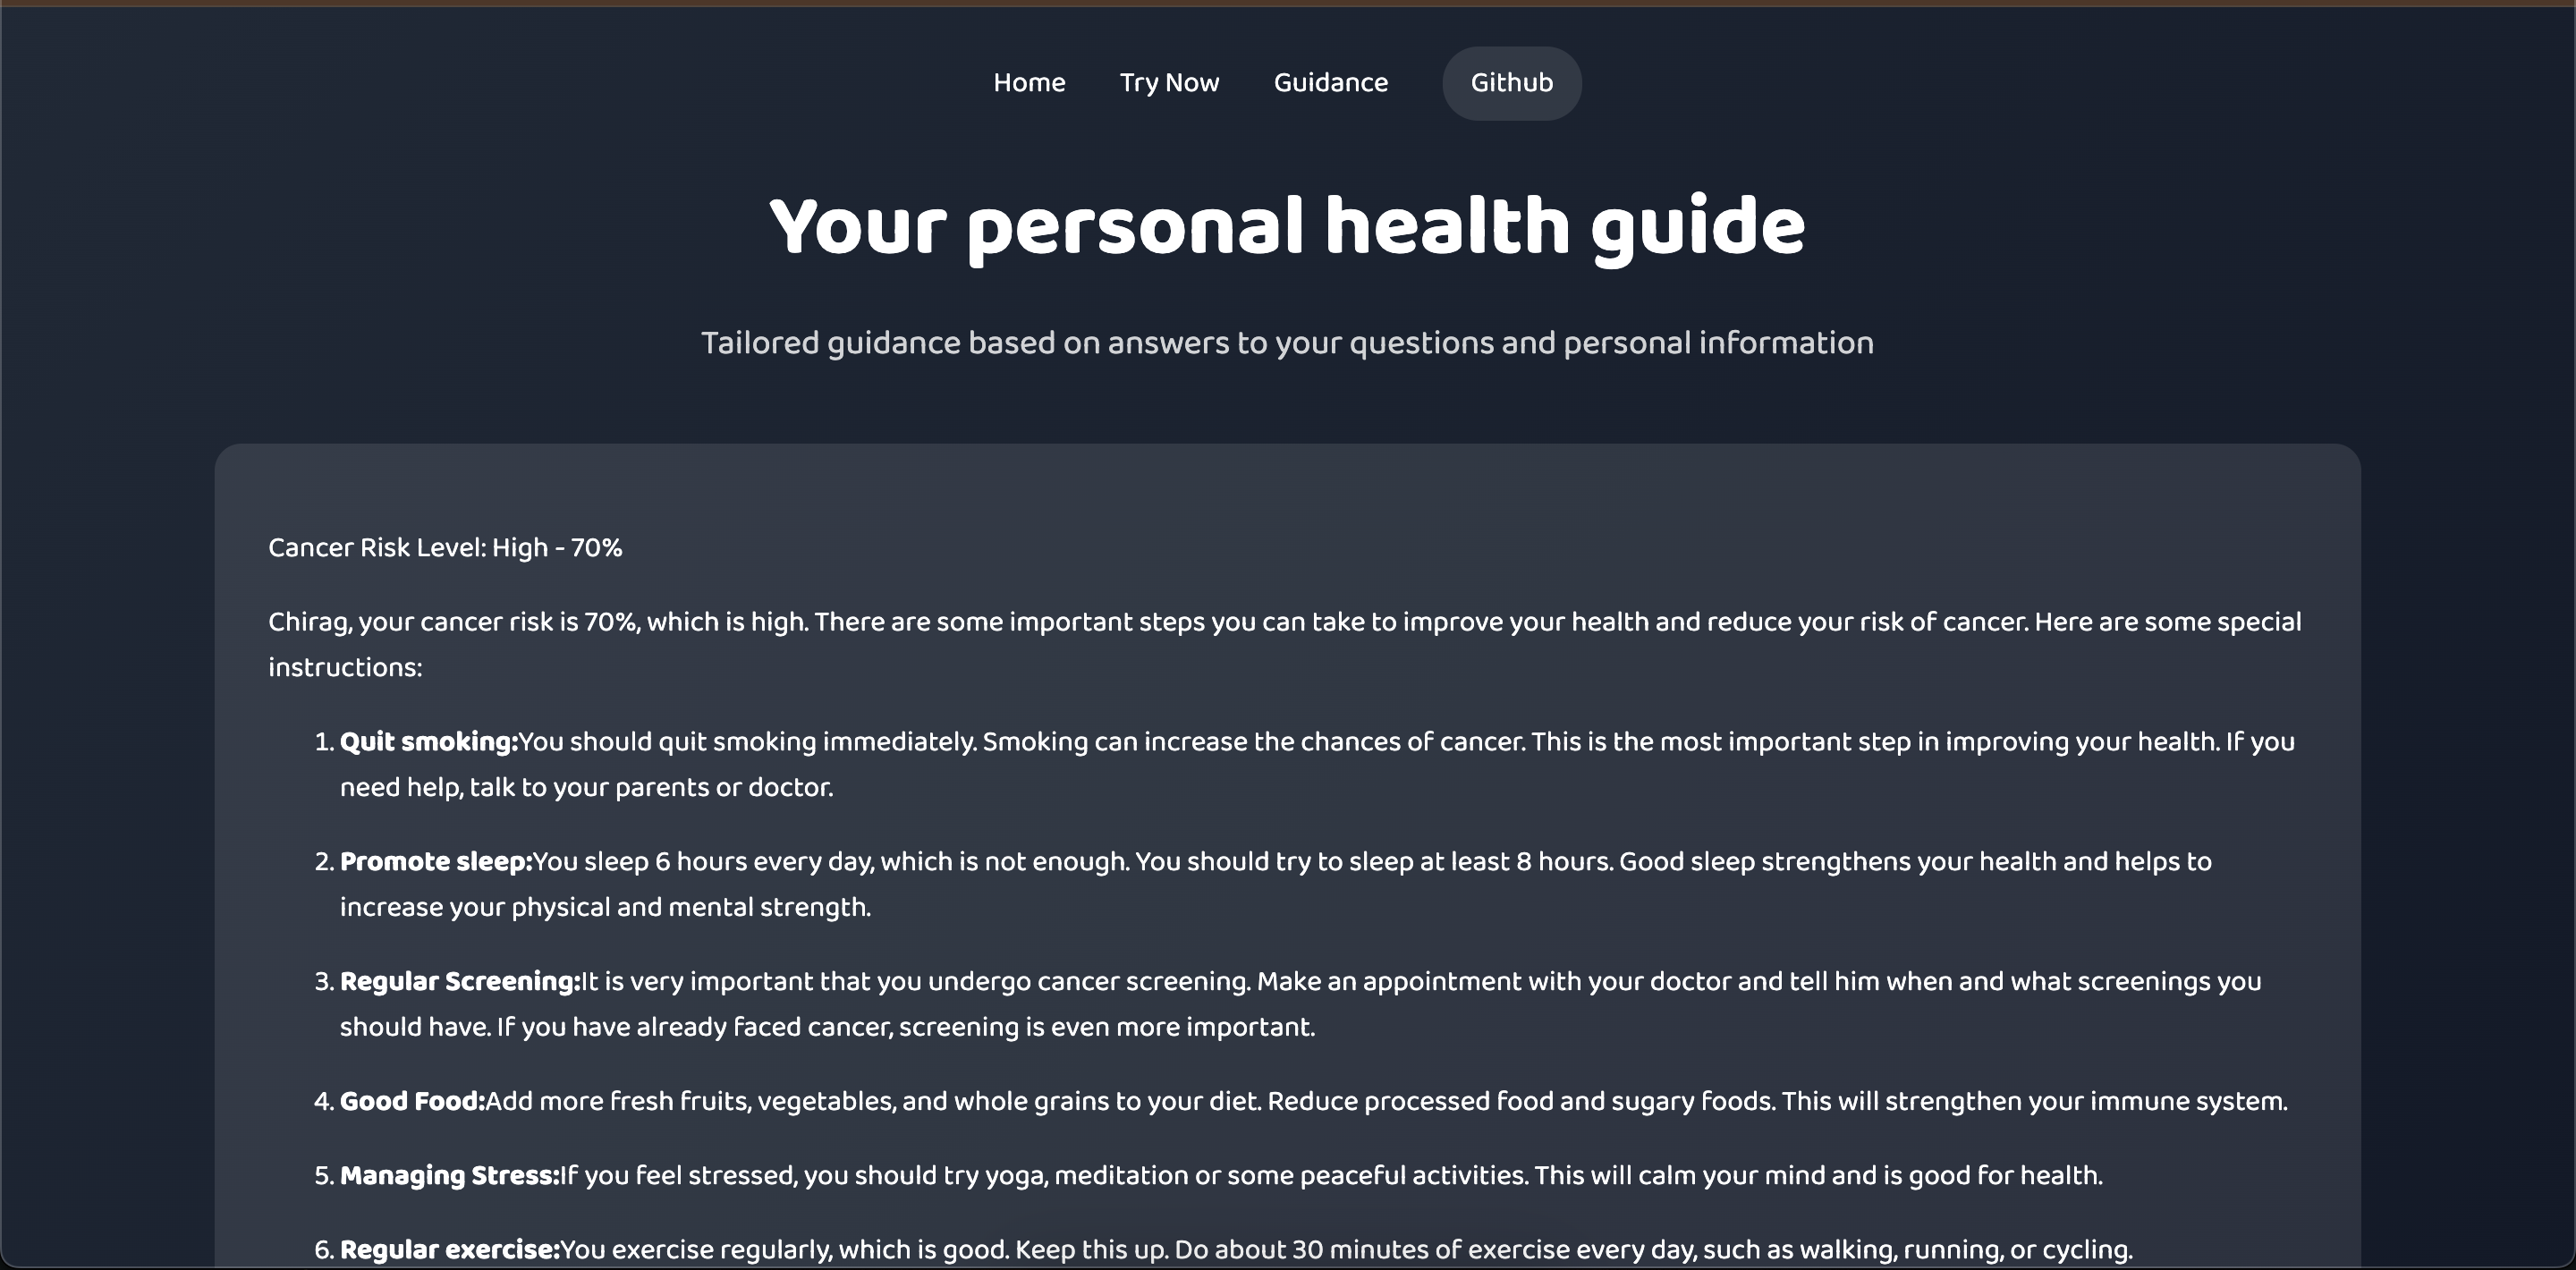 Home
Try Now
Guidance
Github
Your personal health guide
Tailored guidance based on answers to your questions and personal information
Cancer Risk Level: High - 70%
Chirag, your cancer risk is 70%, which is high. There are some important steps you can take to improve your health and reduce your risk of cancer. Here are some special
instructions:
1. Quit smoking:You should quit smoking immediately. Smoking can increase the chances of cancer. This is the most important step in improving your health. If you
need help, talk to your parents or doctor.
2. Promote sleep:You sleep 6 hours every day, which is not enough. You should try to sleep at least 8 hours. Good sleep strengthens your health and helps to
increase your physical and mental strength.
3. Regular Screening:It is very important that you undergo cancer screening. Make an appointment with your doctor and tell him when and what screenings you
should have. If you have already faced cancer, screening is even more important.
4. Good Food:Add more fresh fruits, vegetables, and whole grains to your diet. Reduce processed food and sugary foods. This will strengthen your immune system.
5. Managing Stress:If you feel stressed, you should try yoga, meditation or some peaceful activities. This will calm your mind and is good for health.
6. Regular exercise:You exercise regularly, which is good. Keep this up. Do about 30 minutes of exercise every day, such as walking, running, or cycling.